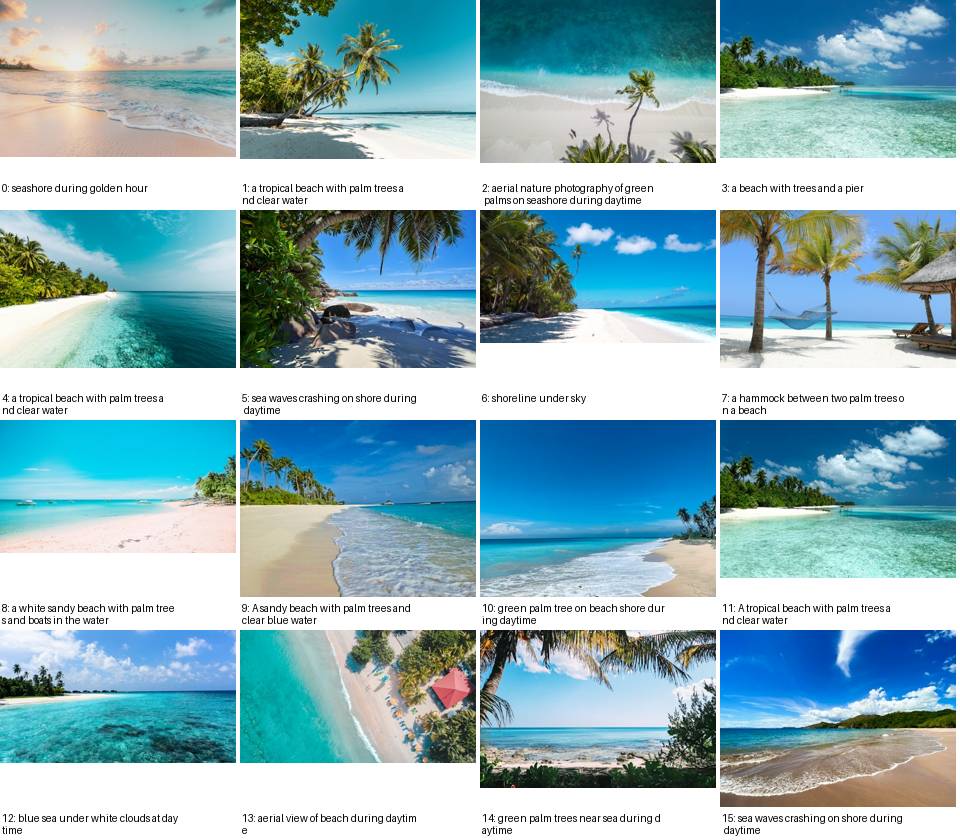 0: seashore during golden hour
1: a tropical beach with palm trees a
nd clear water
2: aerial nature photography of green
palms on seashore during daytime
3: a beach with trees and a pier
4: a tropical beach with palm trees a
nd clear water
5: sea waves crashing on shore during
daytime
6: shoreline under sky
7: a hammock between two palm trees o
n a beach
8: a white sandy beach with palm tree
s and boats in the water
9: A sandy beach with palm trees and
clear blue water
10: green palm tree on beach shore dur
ing daytime
11: A tropical beach with palm trees a
nd clear water
12: blue sea under white clouds at day
time
13: aerial view of beach during daytim
e
14: green palm trees near sea during d
aytime
15: sea waves crashing on shore during
daytime